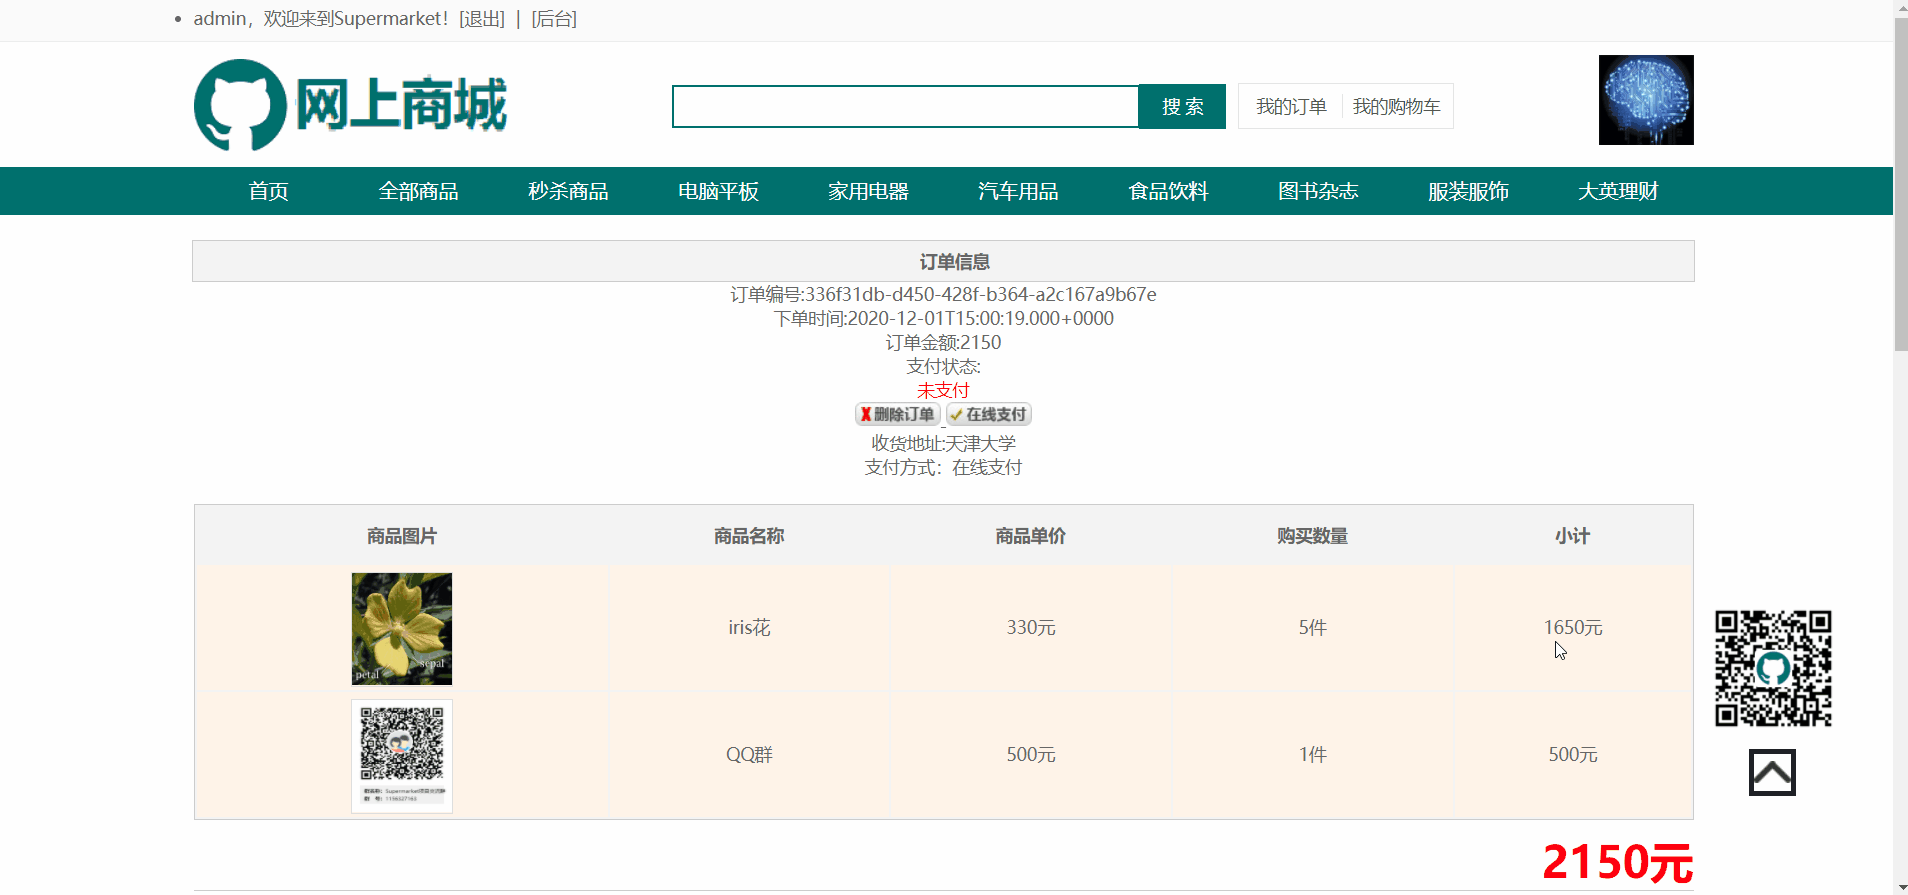 admin，欢迎来到Supermarket！[退出] | [后台]
网上商城
搜 索
我的订单
我的购物车
首页 全部商品 秒杀商品 电脑平板 家用电器 汽车用品 食品饮料 图书杂志 服装服饰 大英理财
订单信息
订单编号:336f31db-d450-428f-b364-a2c167a9b67e
下单时间:2020-12-01T15:00:19.000+0000
订单金额:2150
支付状态:
未支付
删除订单 在线支付
收货地址:天津大学
支付方式：在线支付
商品图片 商品名称 商品单价 购买数量 小计
sepal
petal
iris花 330元 5件 1650元
QQ群 500元 1件 500元
2150元